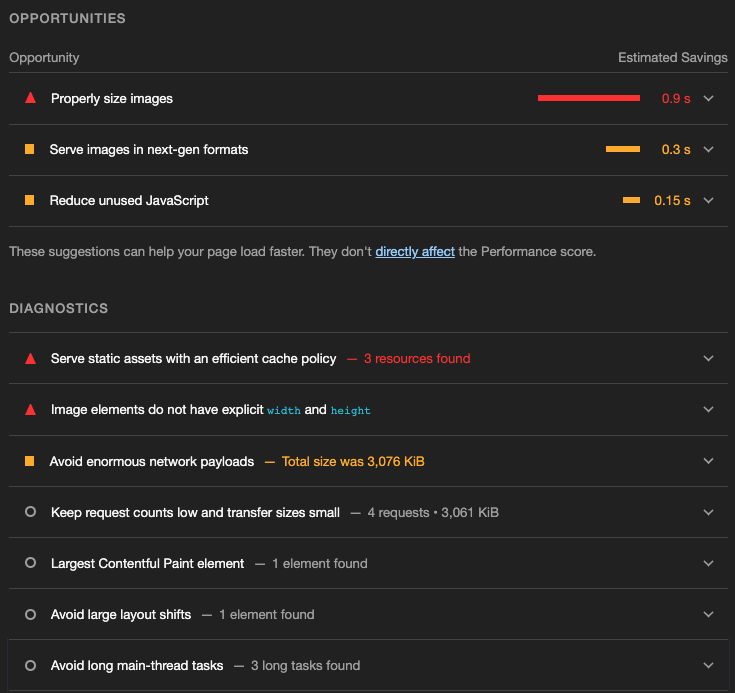 OPPORTUNITIES
Opportunity Estimated Savings
Properly size images 0.9 s
Serve images in next-gen formats 0.3 s
Reduce unused JavaScript 0.15 s
These suggestions can help your page load faster. They don't directly affect the Performance score.
DIAGNOSTICS
Serve static assets with an efficient cache policy — 3 resources found
Image elements do not have explicit width and height
Avoid enormous network payloads — Total size was 3,076 KiB
Keep request counts low and transfer sizes small — 4 requests • 3,061 KiB
Largest Contentful Paint element — 1 element found
Avoid large layout shifts — 1 element found
Avoid long main-thread tasks — 3 long tasks found